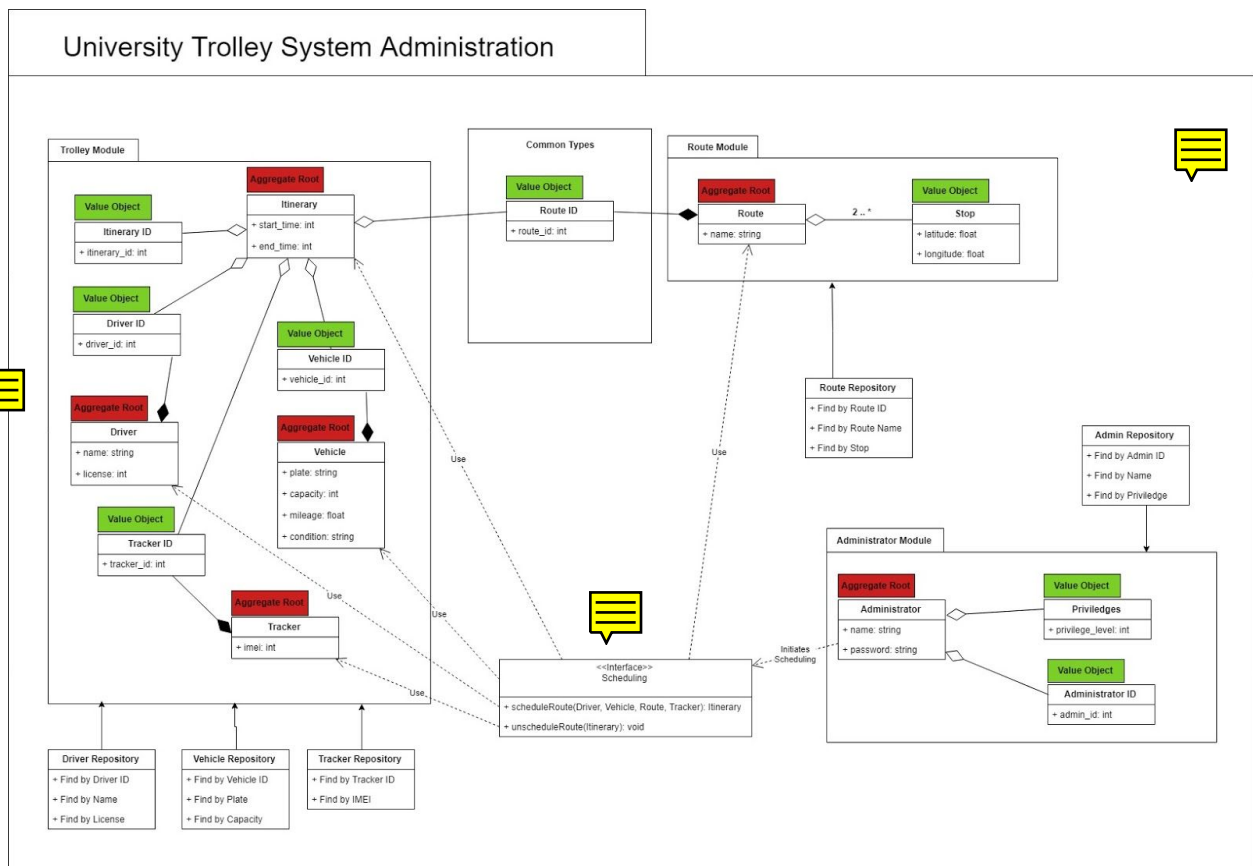 University Trolley System Administration
Trolley Module
Aggregate Root
Itinerary
+ start_time: int
+ end_time: int
Value Object
Itinerary ID
+ itinerary_id: int
Value Object
Driver ID
+ driver_id: int
Value Object
Vehicle ID
+ vehicle_id: int
Aggregate Root
Driver
+ name: string
+ license: int
Aggregate Root
Vehicle
+ plate: string
+ capacity: int
+ mileage: float
+ condition: string
Value Object
Tracker ID
+ tracker_id: int
Aggregate Root
Tracker
+ imei: int
Common Types
Value Object
Route ID
+ route_id: int
Route Module
Aggregate Root
Route
+ name: string
2 .. *
Value Object
Stop
+ latitude: float
+ longitude: float
Route Repository
+ Find by Route ID
+ Find by Route Name
+ Find by Stop
Admin Repository
+ Find by Admin ID
+ Find by Name
+ Find by Priviledge
Administrator Module
Aggregate Root
Administrator
+ name: string
+ password: string
Value Object
Priviledges
+ privilege_level: int
Value Object
Administrator ID
+ admin_id: int
Use
Use
Use
Use
Use
Initiates
Scheduling
<<Interface>>
Scheduling
+ scheduleRoute(Driver, Vehicle, Route, Tracker): Itinerary
+ unscheduleRoute(Itinerary): void
Driver Repository
+ Find by Driver ID
+ Find by Name
+ Find by License
Vehicle Repository
+ Find by Vehicle ID
+ Find by Plate
+ Find by Capacity
Tracker Repository
+ Find by Tracker ID
+ Find by IMEI